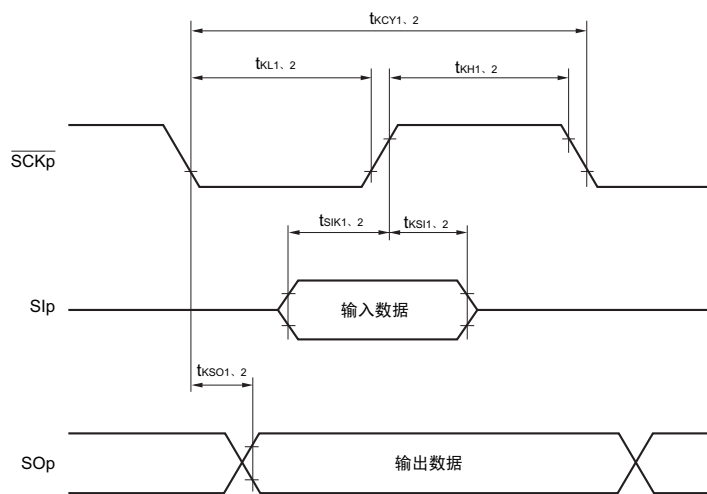 tKCY1、2
tKL1、2
tKH1、2
SCKp
tSIK1、2
tKSI1、2
SIp
输入数据
tKSO1、2
SOp
输出数据